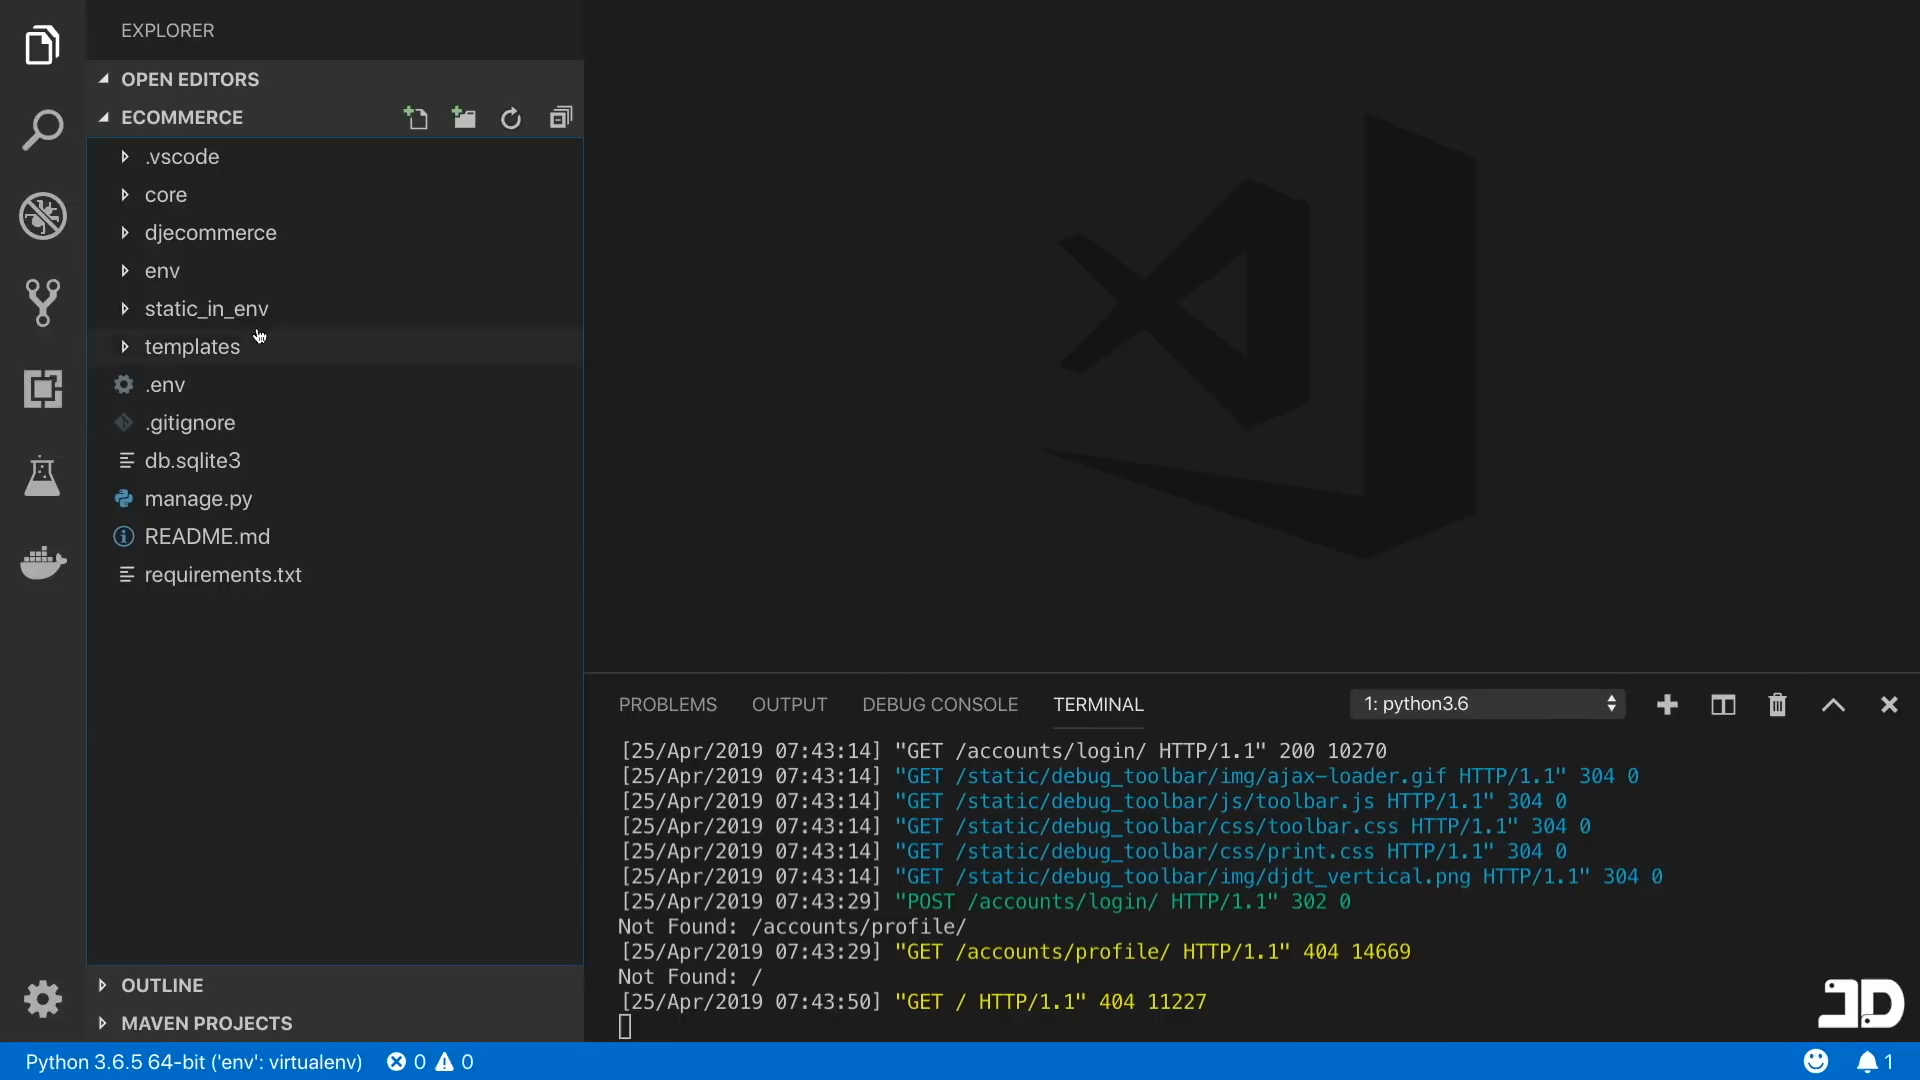 EXPLORER
OPEN EDITORS
ECOMMERCE
.vscode
core
djecommerce
env
static_in_env
templates
.env
.gitignore
db.sqlite3
manage.py
README.md
requirements.txt
OUTLINE
MAVEN PROJECTS
PROBLEMS OUTPUT DEBUG CONSOLE TERMINAL 1: python3.6
[25/Apr/2019 07:43:14] "GET /accounts/login/ HTTP/1.1" 200 10270
[25/Apr/2019 07:43:14] "GET /static/debug_toolbar/img/ajax-loader.gif HTTP/1.1" 304 0
[25/Apr/2019 07:43:14] "GET /static/debug_toolbar/js/toolbar.js HTTP/1.1" 304 0
[25/Apr/2019 07:43:14] "GET /static/debug_toolbar/css/toolbar.css HTTP/1.1" 304 0
[25/Apr/2019 07:43:14] "GET /static/debug_toolbar/css/print.css HTTP/1.1" 304 0
[25/Apr/2019 07:43:14] "GET /static/debug_toolbar/img/djdt_vertical.png HTTP/1.1" 304 0
[25/Apr/2019 07:43:29] "POST /accounts/login/ HTTP/1.1" 302 0
Not Found: /accounts/profile/
[25/Apr/2019 07:43:29] "GET /accounts/profile/ HTTP/1.1" 404 14669
Not Found: /
[25/Apr/2019 07:43:50] "GET / HTTP/1.1" 404 11227
Python 3.6.5 64-bit ('env': virtualenv) 0 0 1